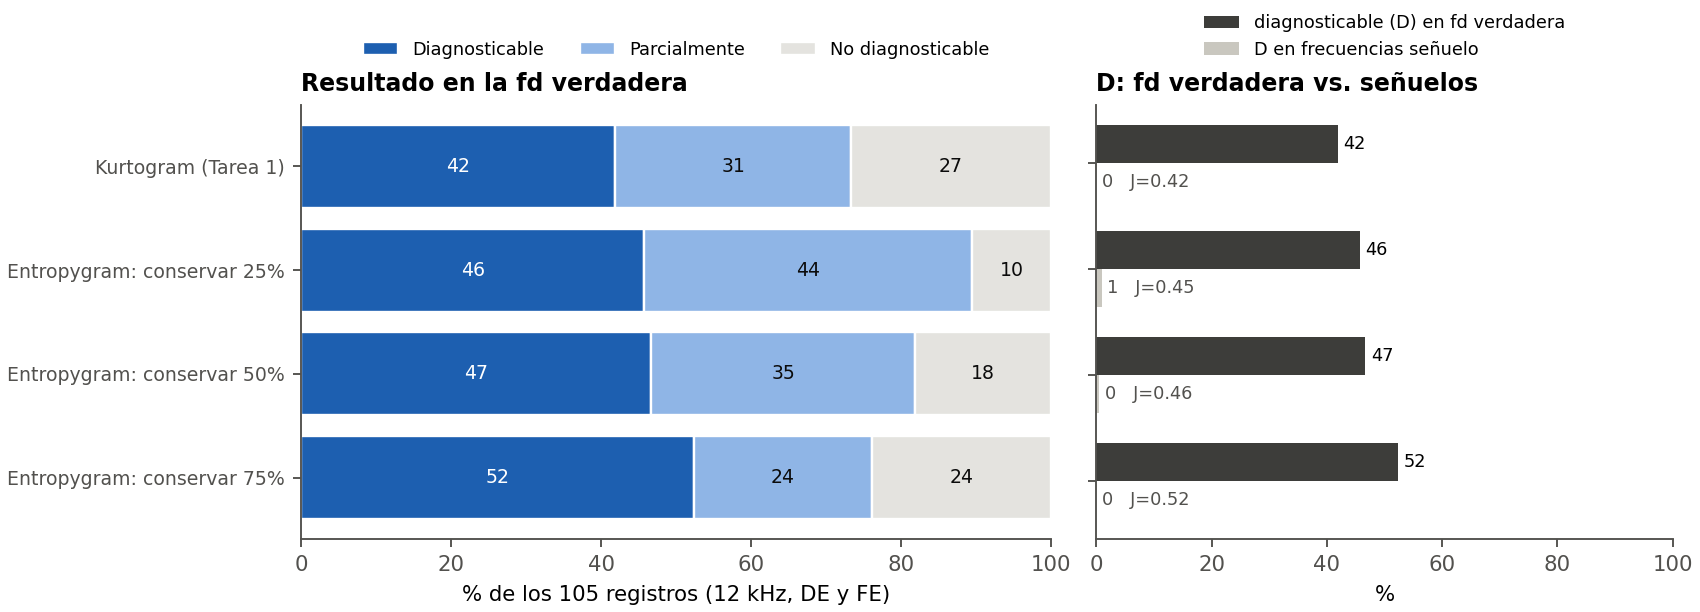 Diagnosticable
Parcialmente
No diagnosticable
Resultado en la fd verdadera
Kurtogram (Tarea 1)
42
31
27
Entropygram: conservar 25%
46
44
10
Entropygram: conservar 50%
47
35
18
Entropygram: conservar 75%
52
24
24
0
20
40
60
80
100
% de los 105 registros (12 kHz, DE y FE)
diagnosticable (D) en fd verdadera
D en frecuencias señuelo
D: fd verdadera vs. señuelos
42
0 J=0.42
46
1 J=0.45
47
0 J=0.46
52
0 J=0.52
0
20
40
60
80
100
%